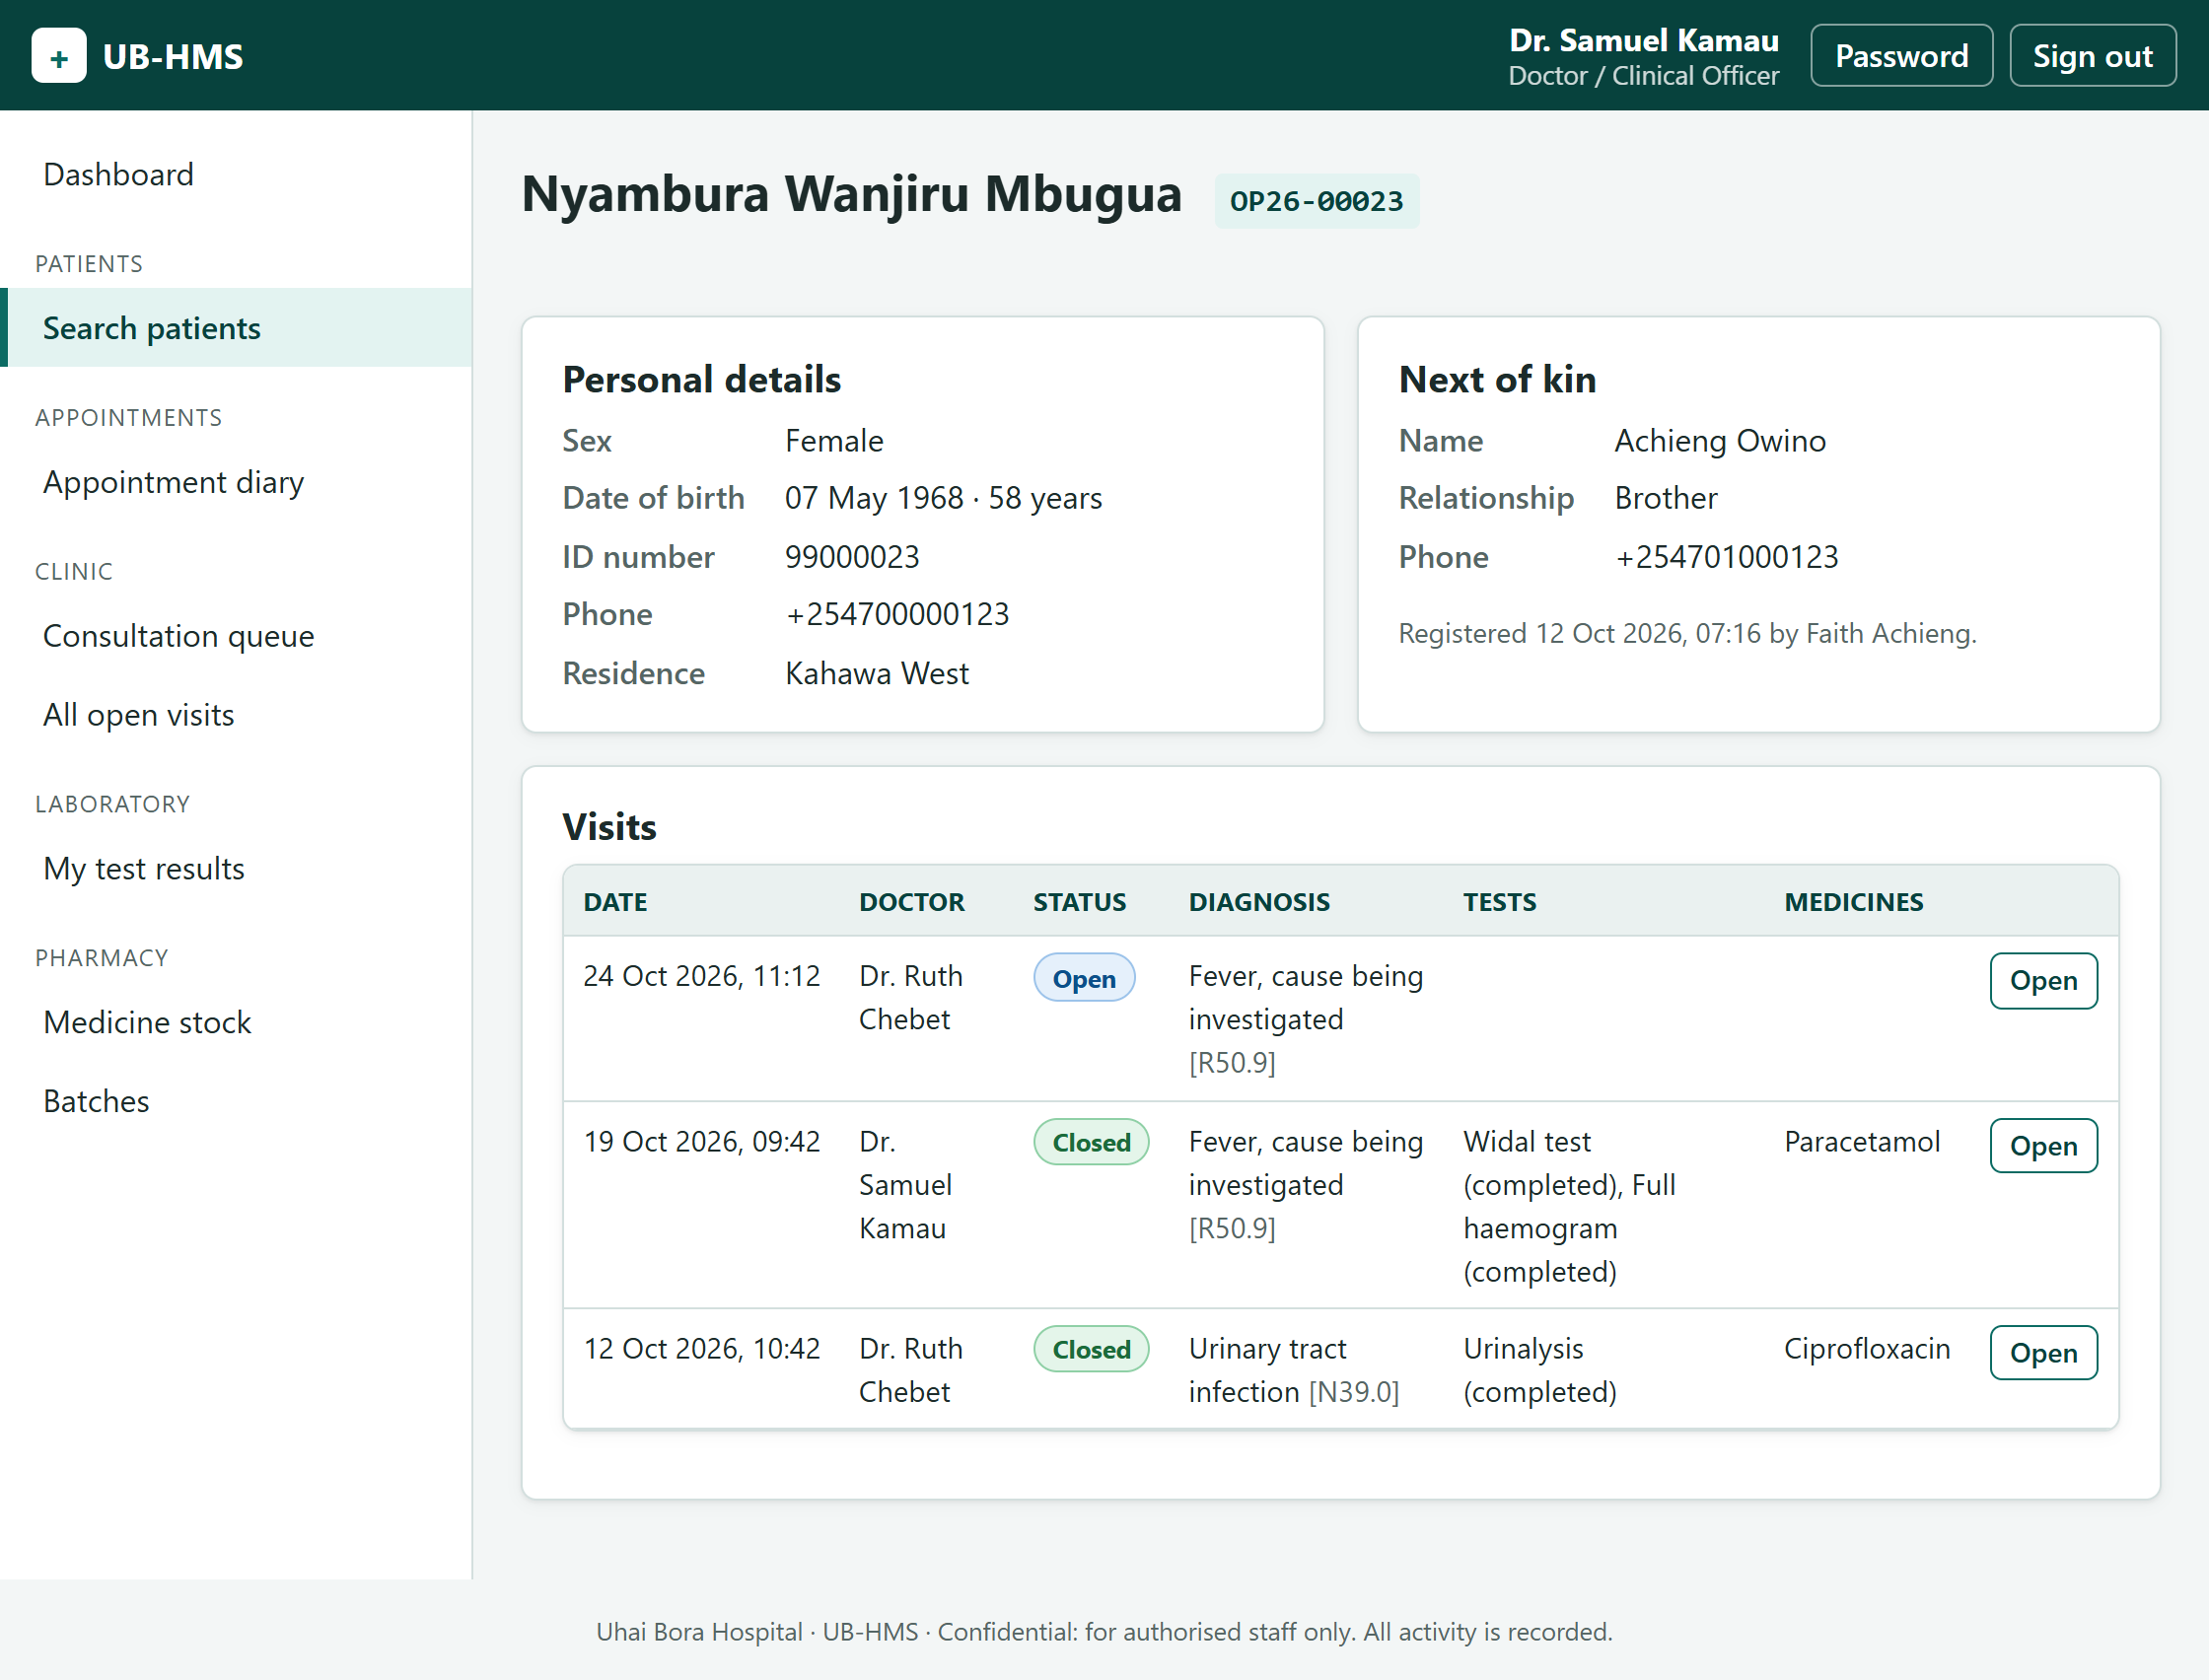 + UB-HMS
Dr. Samuel Kamau
Doctor / Clinical Officer
Password
Sign out
Dashboard
PATIENTS
Search patients
APPOINTMENTS
Appointment diary
CLINIC
Consultation queue
All open visits
LABORATORY
My test results
PHARMACY
Medicine stock
Batches
Nyambura Wanjiru Mbugua OP26-00023
Personal details
Sex Female
Date of birth 07 May 1968 · 58 years
ID number 99000023
Phone +254700000123
Residence Kahawa West
Next of kin
Name Achieng Owino
Relationship Brother
Phone +254701000123
Registered 12 Oct 2026, 07:16 by Faith Achieng.
Visits
DATE DOCTOR STATUS DIAGNOSIS TESTS MEDICINES
24 Oct 2026, 11:12 Dr. Ruth Open Fever, cause being Open
Chebet investigated
[R50.9]
19 Oct 2026, 09:42 Dr. Closed Fever, cause being Widal test Paracetamol Open
Samuel investigated (completed), Full
Kamau [R50.9] haemogram
(completed)
12 Oct 2026, 10:42 Dr. Ruth Closed Urinary tract Urinalysis Ciprofloxacin Open
Chebet infection [N39.0] (completed)
Uhai Bora Hospital · UB-HMS · Confidential: for authorised staff only. All activity is recorded.